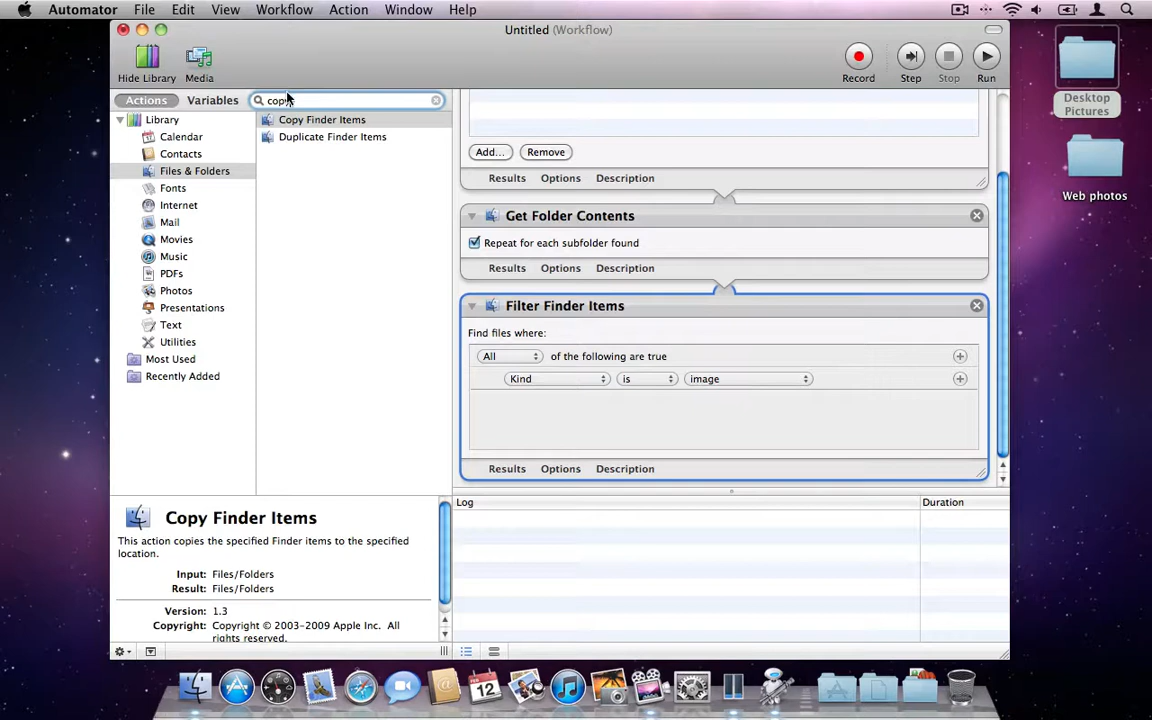 Automator File Edit View Workflow Action Window Help
Untitled (Workflow)
Hide Library Media Record Step Stop Run
Actions Variables
Library
Calendar
Contacts
Files & Folders
Fonts
Internet
Mail
Movies
Music
PDFs
Photos
Presentations
Text
Utilities
Most Used
Recently Added
Copy Finder Items
Duplicate Finder Items
Add... Remove
Results Options Description
Get Folder Contents
Repeat for each subfolder found
Results Options Description
Filter Finder Items
Find files where:
All of the following are true
Kind is image
Results Options Description
Log Duration
Copy Finder Items
This action copies the specified Finder items to the specified
location.
Input: Files/Folders
Result: Files/Folders
Version: 1.3
Copyright: Copyright © 2003-2009 Apple Inc. All
rights reserved.
Desktop
Pictures
Web photos
FEB
12